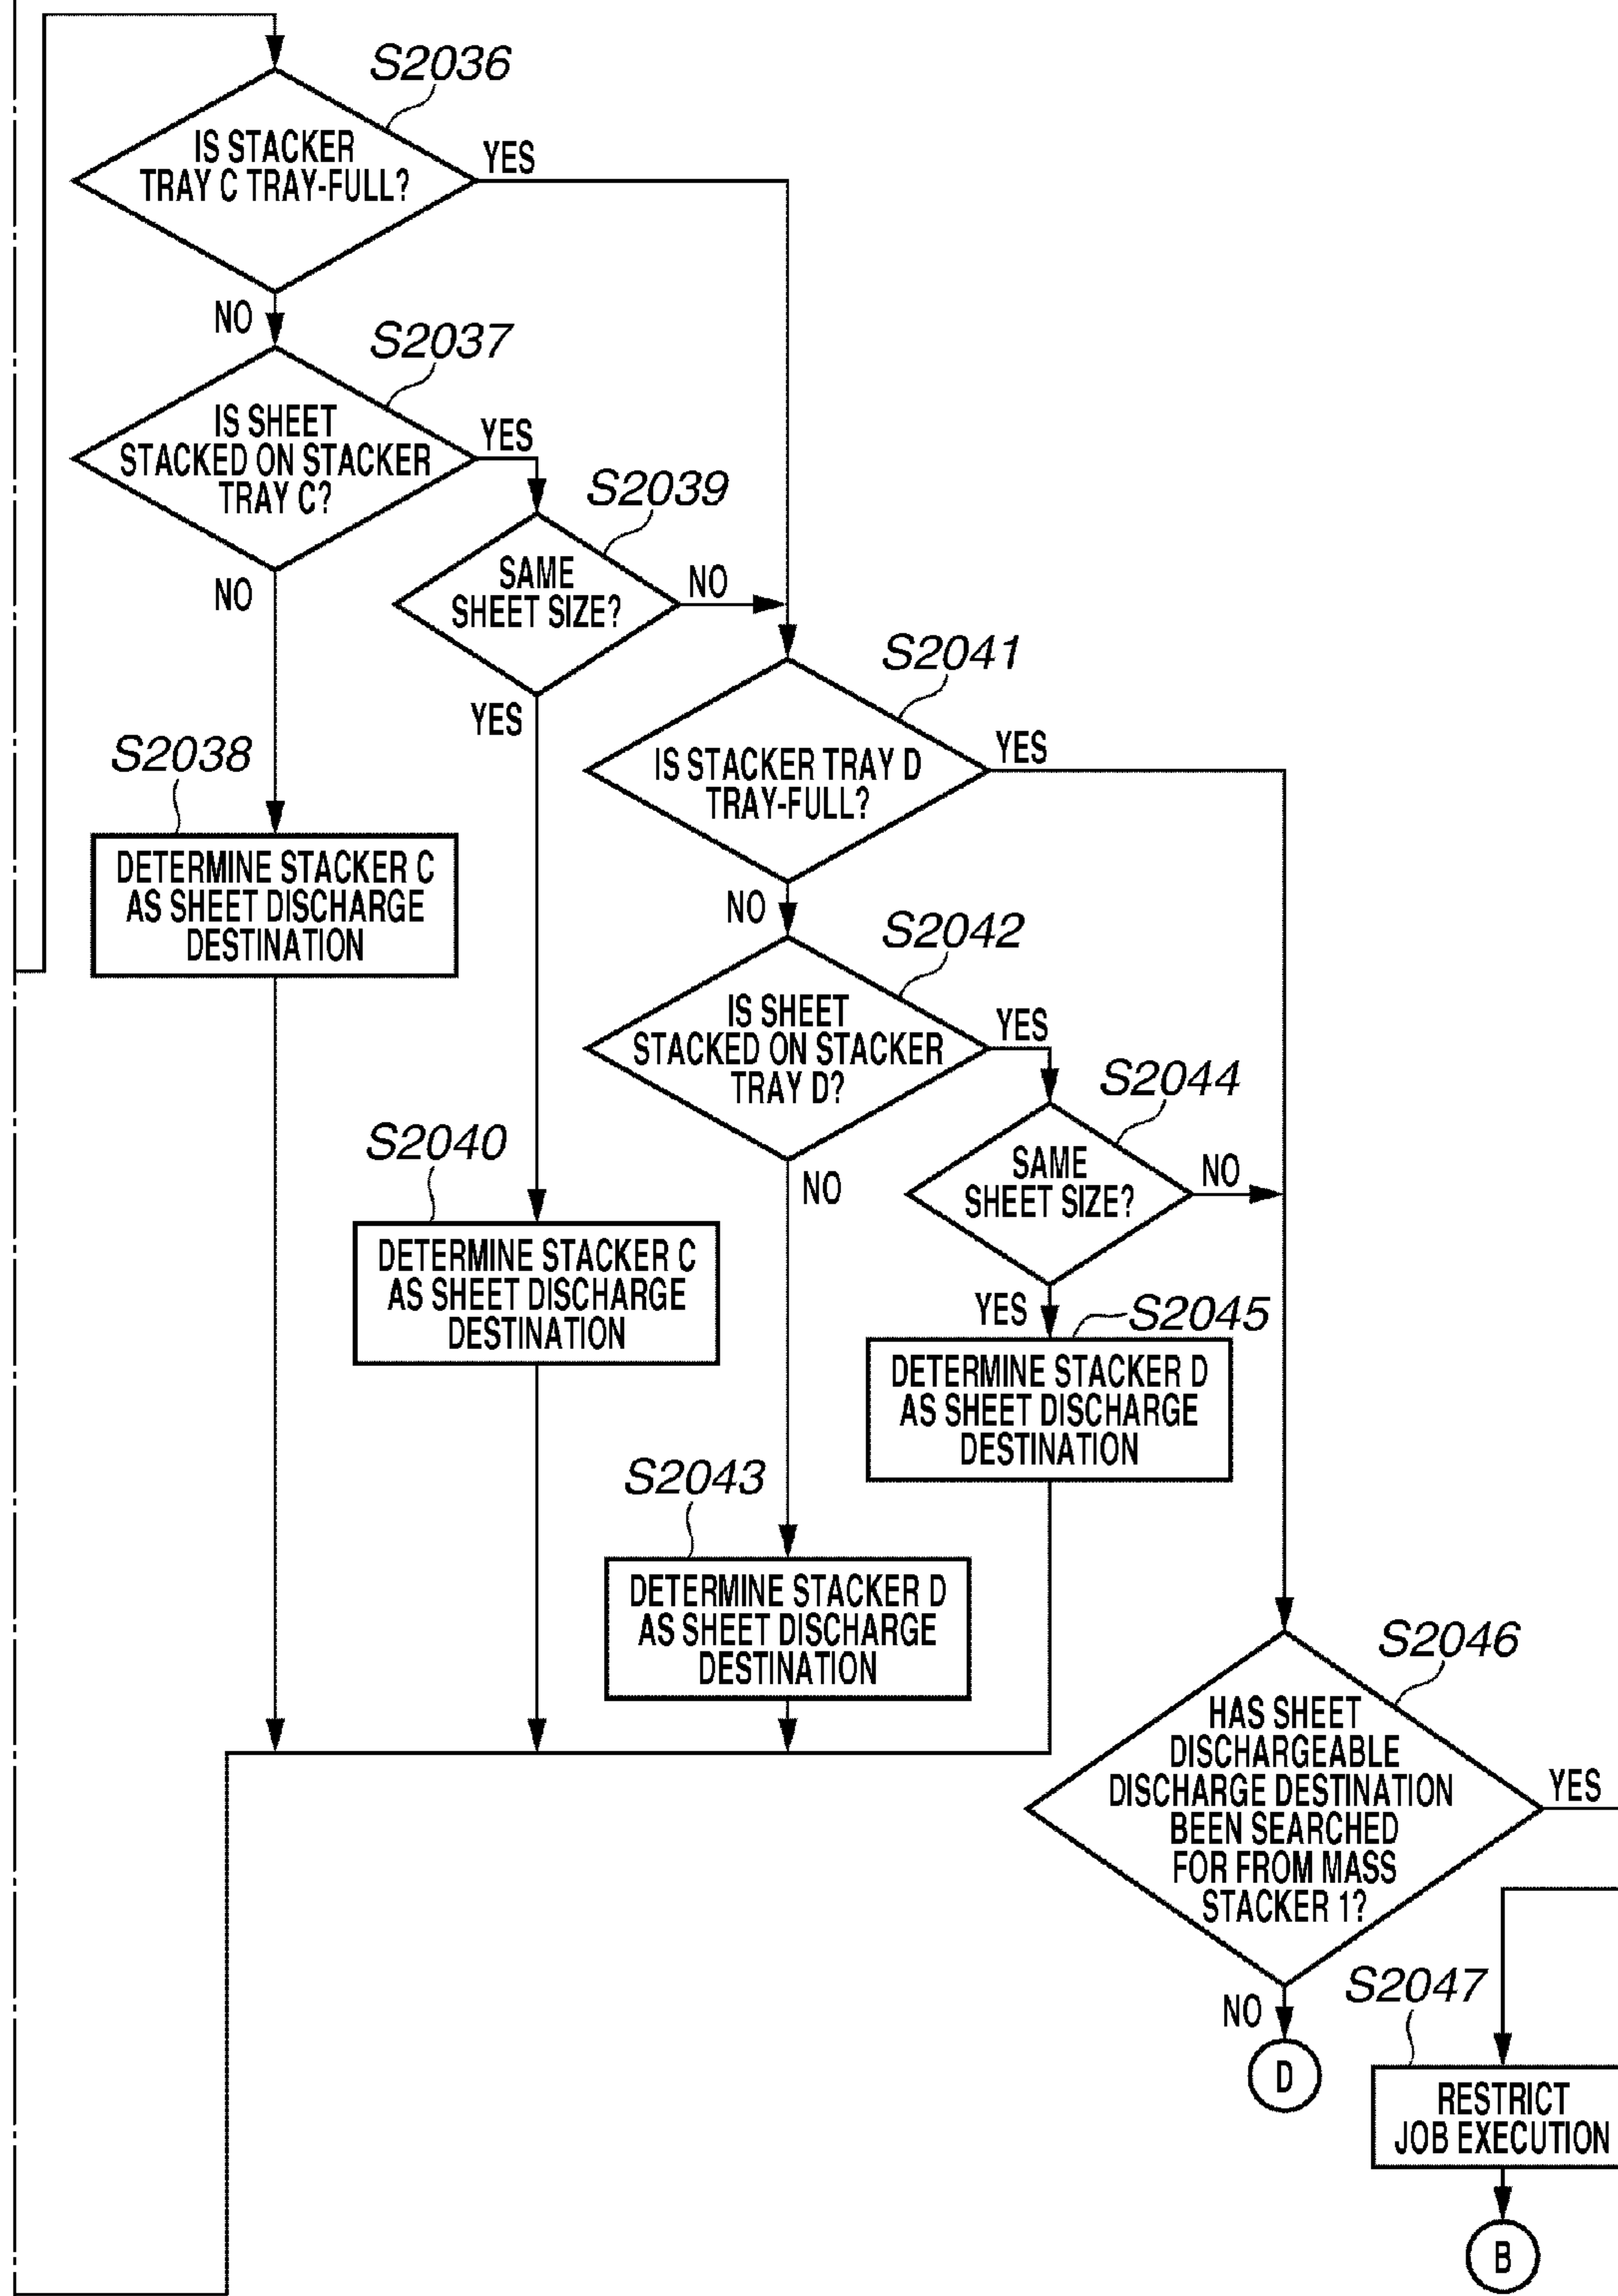 S2036
IS STACKER
TRAY C TRAY-FULL?
YES
NO
S2037
IS SHEET
STACKED ON STACKER
TRAY C?
YES
NO
S2039
SAME
SHEET SIZE?
NO
YES
S2041
IS STACKER TRAY D
TRAY-FULL?
YES
NO
S2038
DETERMINE STACKER C
AS SHEET DISCHARGE
DESTINATION
S2042
IS SHEET
STACKED ON STACKER
TRAY D?
YES
NO
S2044
SAME
SHEET SIZE?
NO
YES
S2040
DETERMINE STACKER C
AS SHEET DISCHARGE
DESTINATION
S2045
DETERMINE STACKER D
AS SHEET DISCHARGE
DESTINATION
S2043
DETERMINE STACKER D
AS SHEET DISCHARGE
DESTINATION
S2046
HAS SHEET
DISCHARGEABLE
DISCHARGE DESTINATION
BEEN SEARCHED
FOR FROM MASS
STACKER 1?
YES
NO
D
S2047
RESTRICT
JOB EXECUTION
B